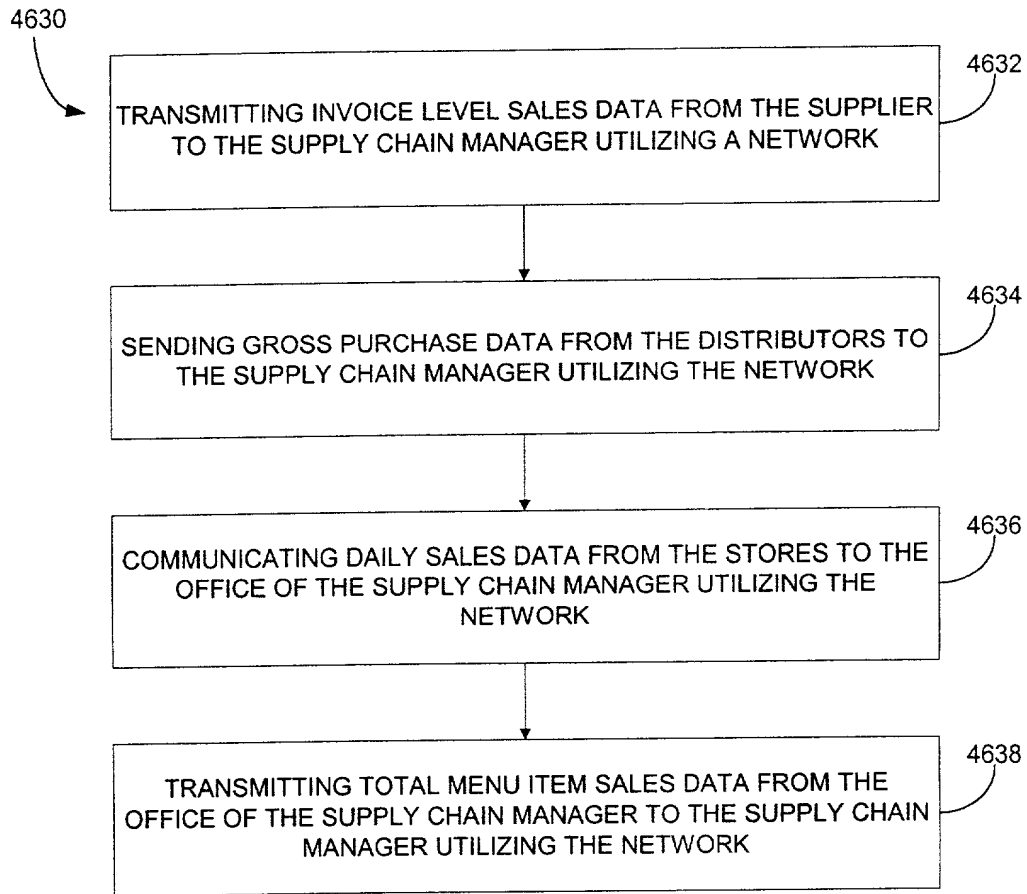 4630
4632
TRANSMITTING INVOICE LEVEL SALES DATA FROM THE SUPPLIER
TO THE SUPPLY CHAIN MANAGER UTILIZING A NETWORK
4634
SENDING GROSS PURCHASE DATA FROM THE DISTRIBUTORS TO
THE SUPPLY CHAIN MANAGER UTILIZING THE NETWORK
4636
COMMUNICATING DAILY SALES DATA FROM THE STORES TO THE
OFFICE OF THE SUPPLY CHAIN MANAGER UTILIZING THE
NETWORK
4638
TRANSMITTING TOTAL MENU ITEM SALES DATA FROM THE
OFFICE OF THE SUPPLY CHAIN MANAGER TO THE SUPPLY CHAIN
MANAGER UTILIZING THE NETWORK